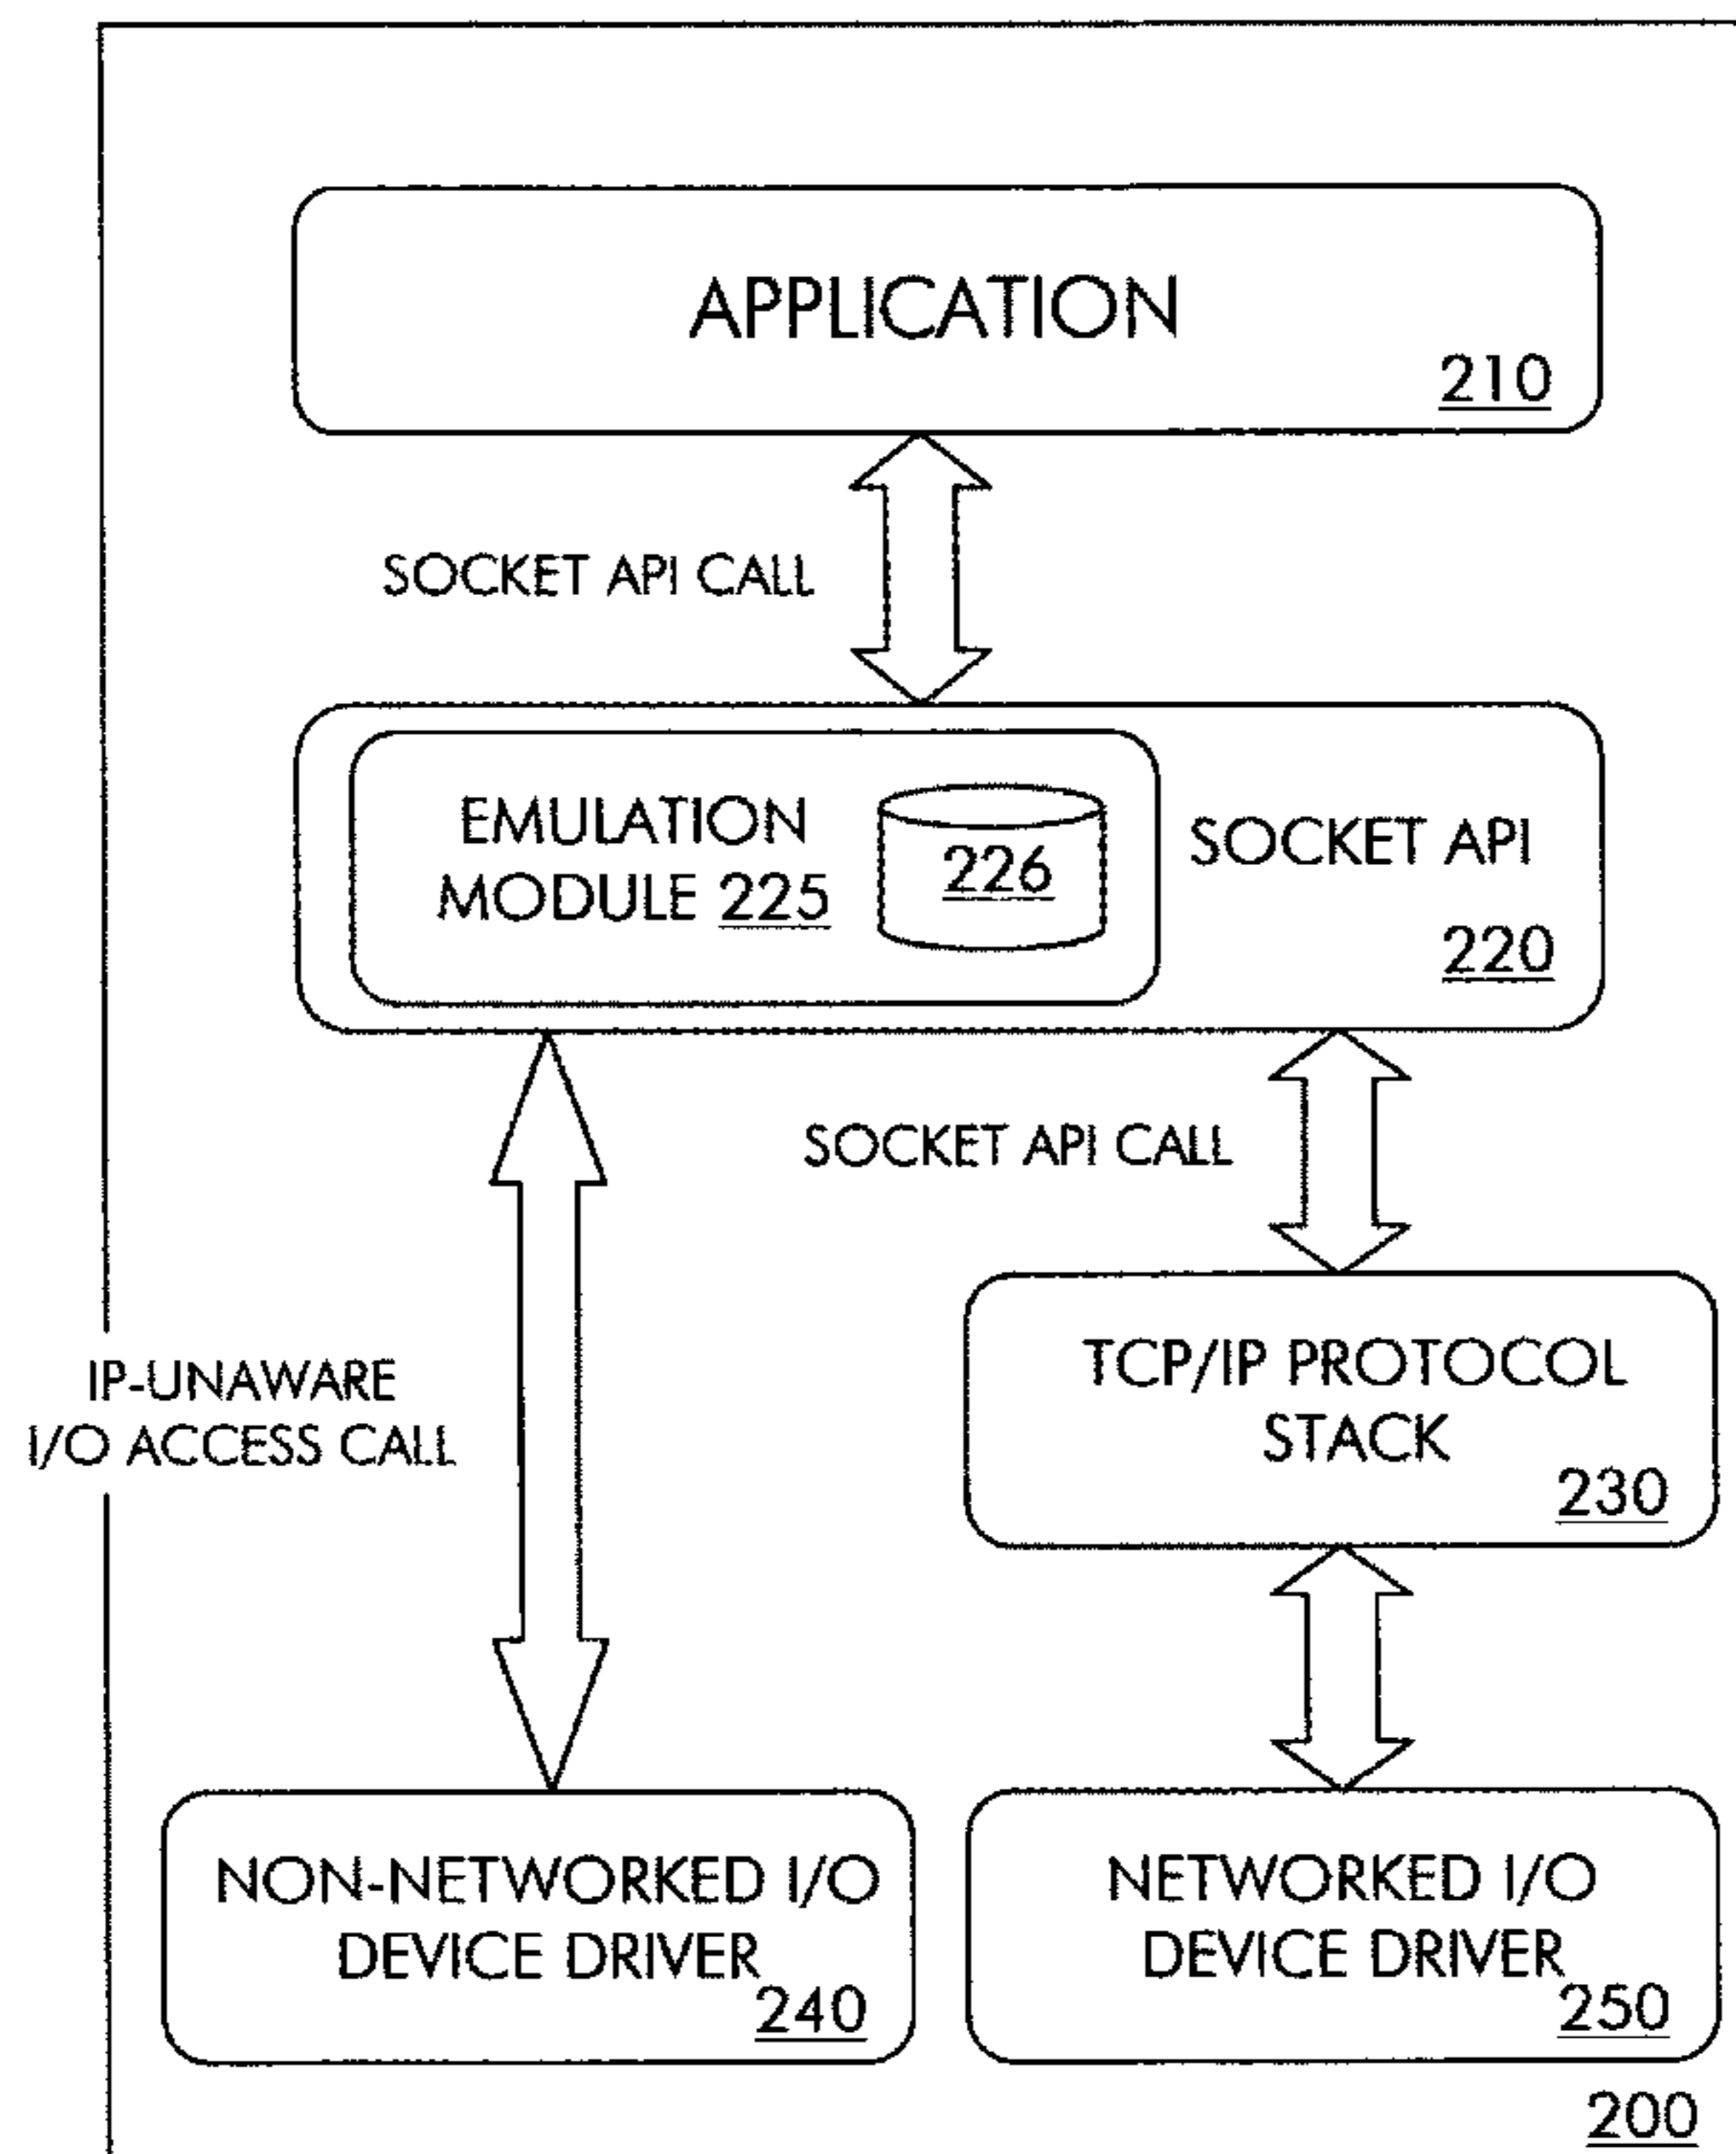 APPLICATION
210
SOCKET API CALL
EMULATION
MODULE 225
226
SOCKET API
220
SOCKET API CALL
IP-UNAWARE
I/O ACCESS CALL
TCP/IP PROTOCOL
STACK
230
NON-NETWORKED I/O
DEVICE DRIVER
240
NETWORKED I/O
DEVICE DRIVER
250
200